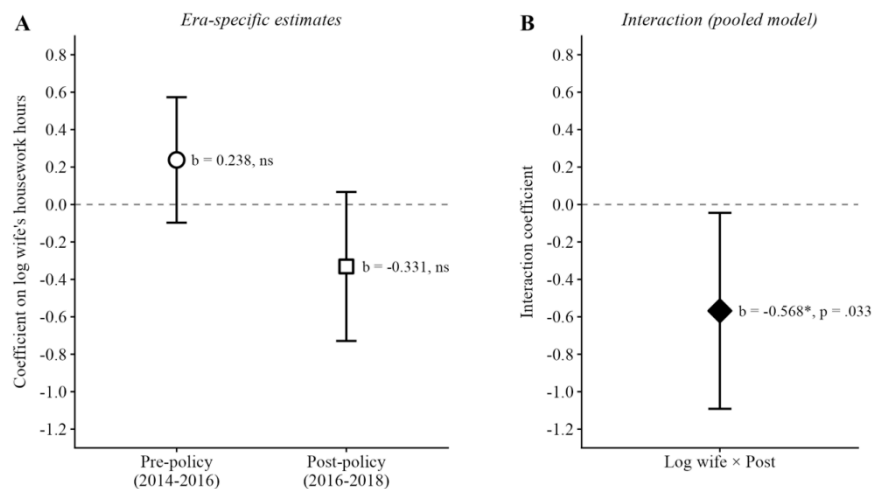 A
Era-specific estimates
Coefficient on log wife's housework hours
0.8
0.6
0.4
0.2
0.0
-0.2
-0.4
-0.6
-0.8
-1.0
-1.2
b = 0.238, ns
b = -0.331, ns
Pre-policy
(2014-2016)
Post-policy
(2016-2018)
B
Interaction (pooled model)
Interaction coefficient
0.8
0.6
0.4
0.2
0.0
-0.2
-0.4
-0.6
-0.8
-1.0
-1.2
b = -0.568*, p = .033
Log wife × Post